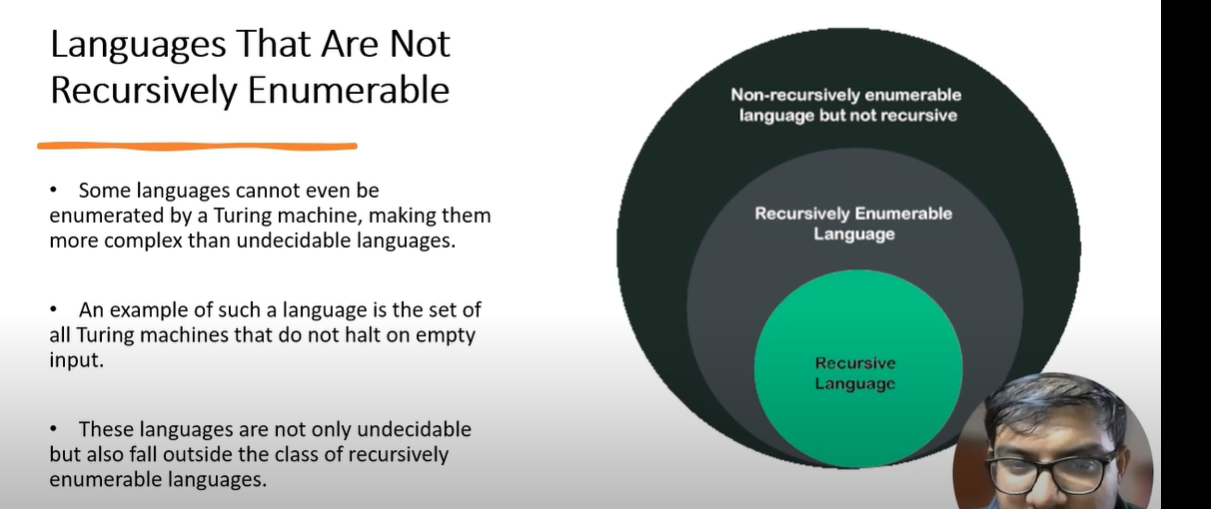 Languages That Are Not
Recursively Enumerable
• Some languages cannot even be
enumerated by a Turing machine, making them
more complex than undecidable languages.
• An example of such a language is the set of
all Turing machines that do not halt on empty
input.
• These languages are not only undecidable
but also fall outside the class of recursively
enumerable languages.
Non-recursively enumerable
language but not recursive
Recursively Enumerable
Language
Recursive
Language